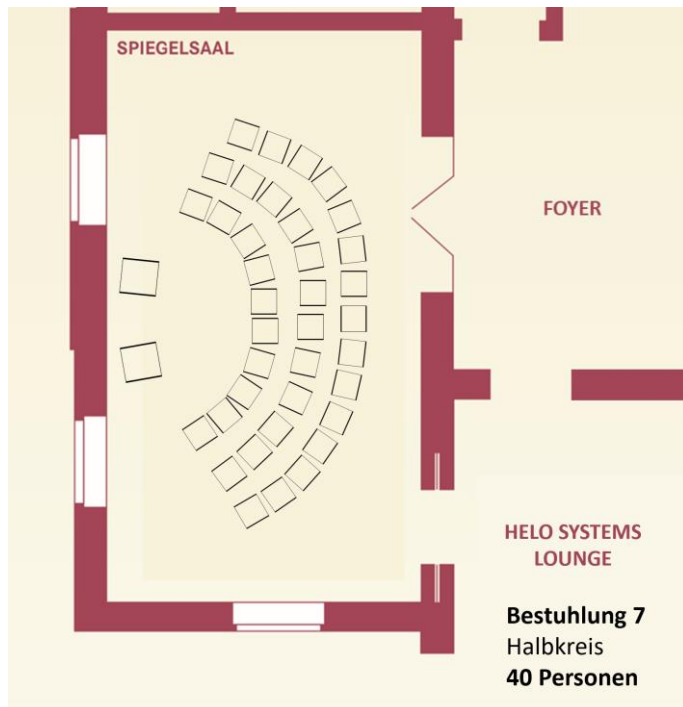 SPIEGELSAAL
FOYER
HELO SYSTEMS
LOUNGE
Bestuhlung 7
Halbkreis
40 Personen